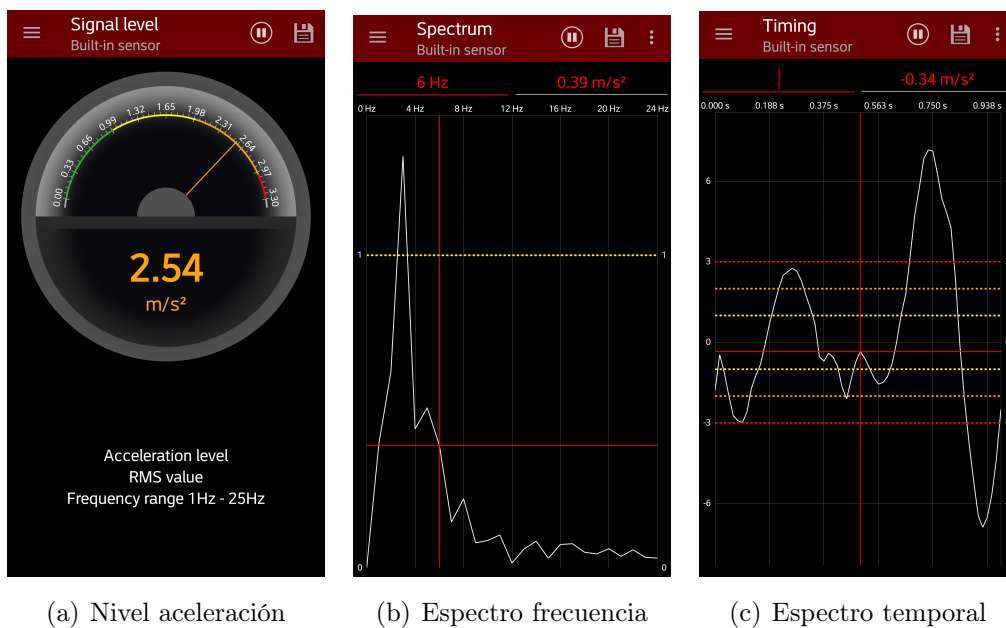 Signal level
Built-in sensor
0.00 0.33 0.66 0.99 1.32 1.65 1.98 2.31 2.64 2.97 3.30
2.54
m/s²
Acceleration level
RMS value
Frequency range 1Hz - 25Hz
(a) Nivel aceleración
Spectrum
Built-in sensor
6 Hz 0.39 m/s²
0 Hz 4 Hz 8 Hz 12 Hz 16 Hz 20 Hz 24 Hz
1 1
0 0
(b) Espectro frecuencia
Timing
Built-in sensor
-0.34 m/s²
0.000 s 0.188 s 0.375 s 0.563 s 0.750 s 0.938 s
6
3
0
-3
-6
(c) Espectro temporal